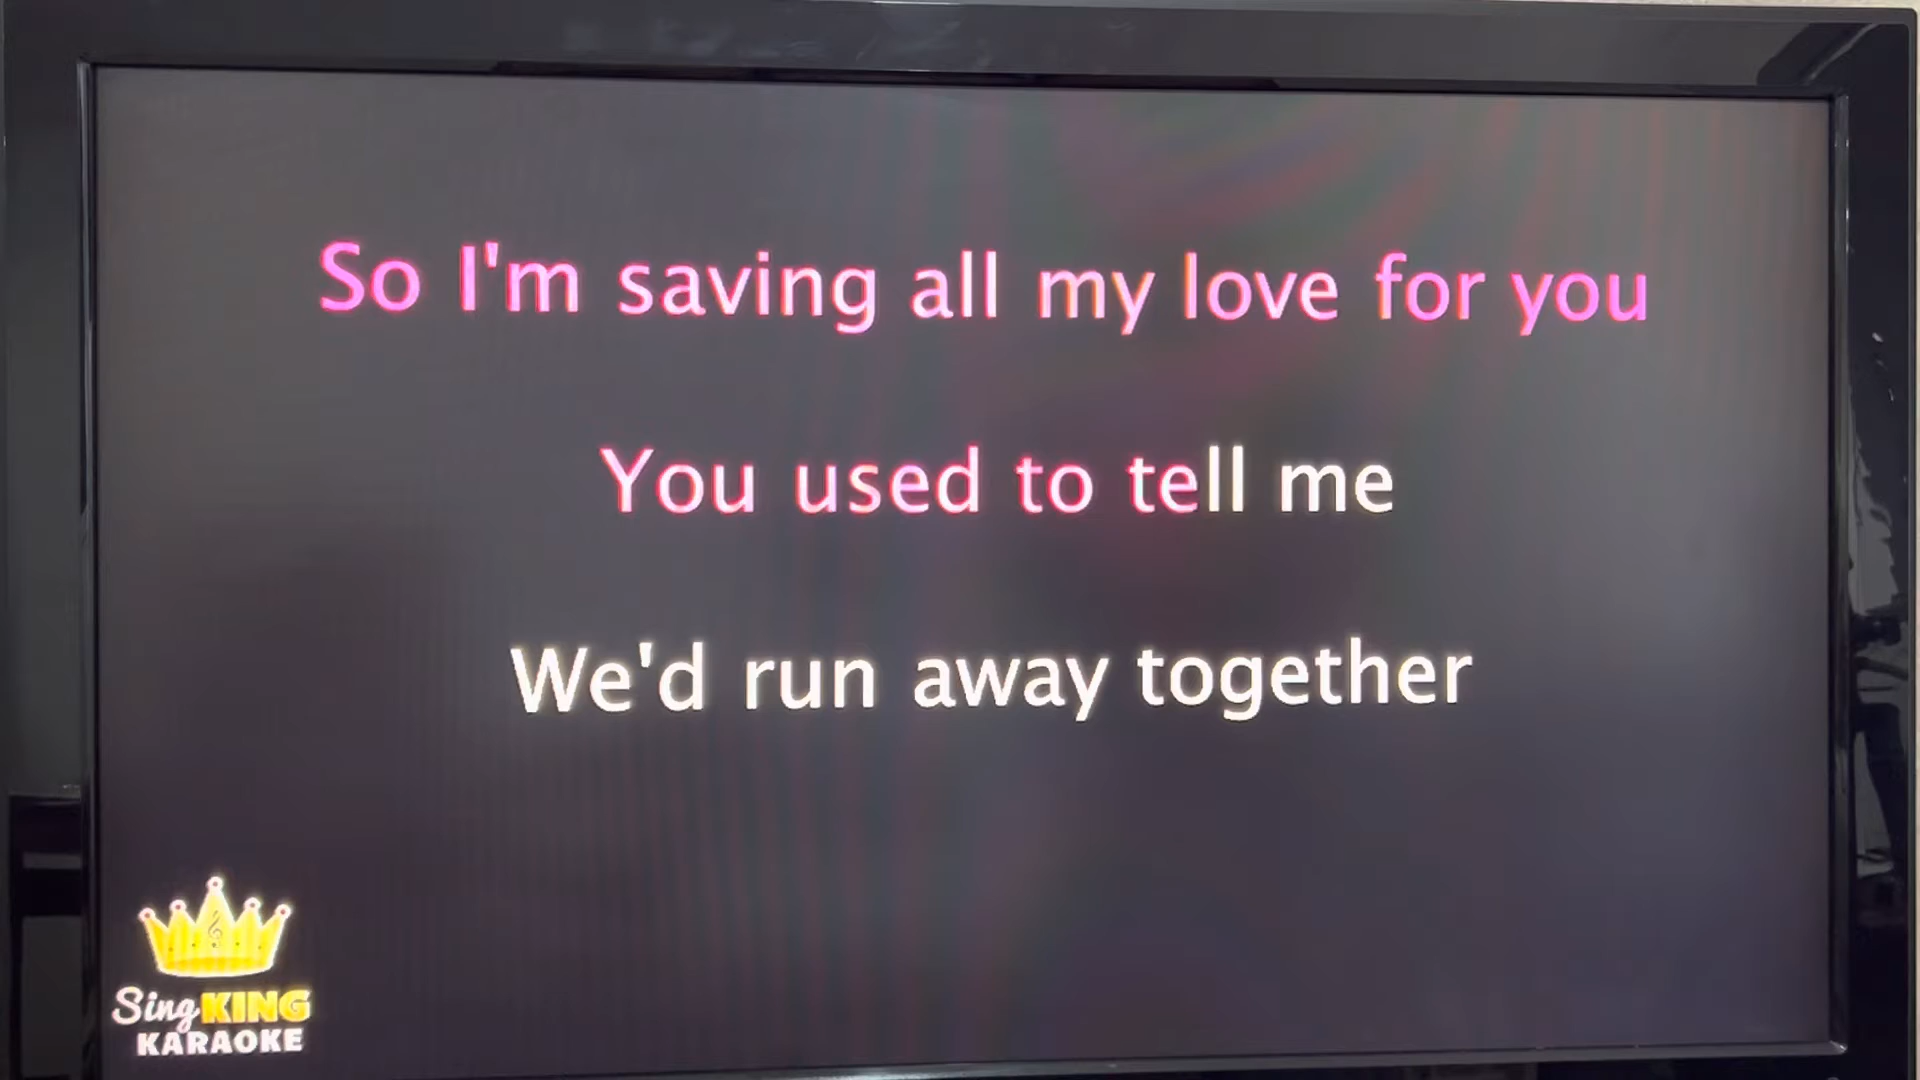 So I'm saving all my love for you
You used to tell me
We'd run away together
Sing KING
KARAOKE